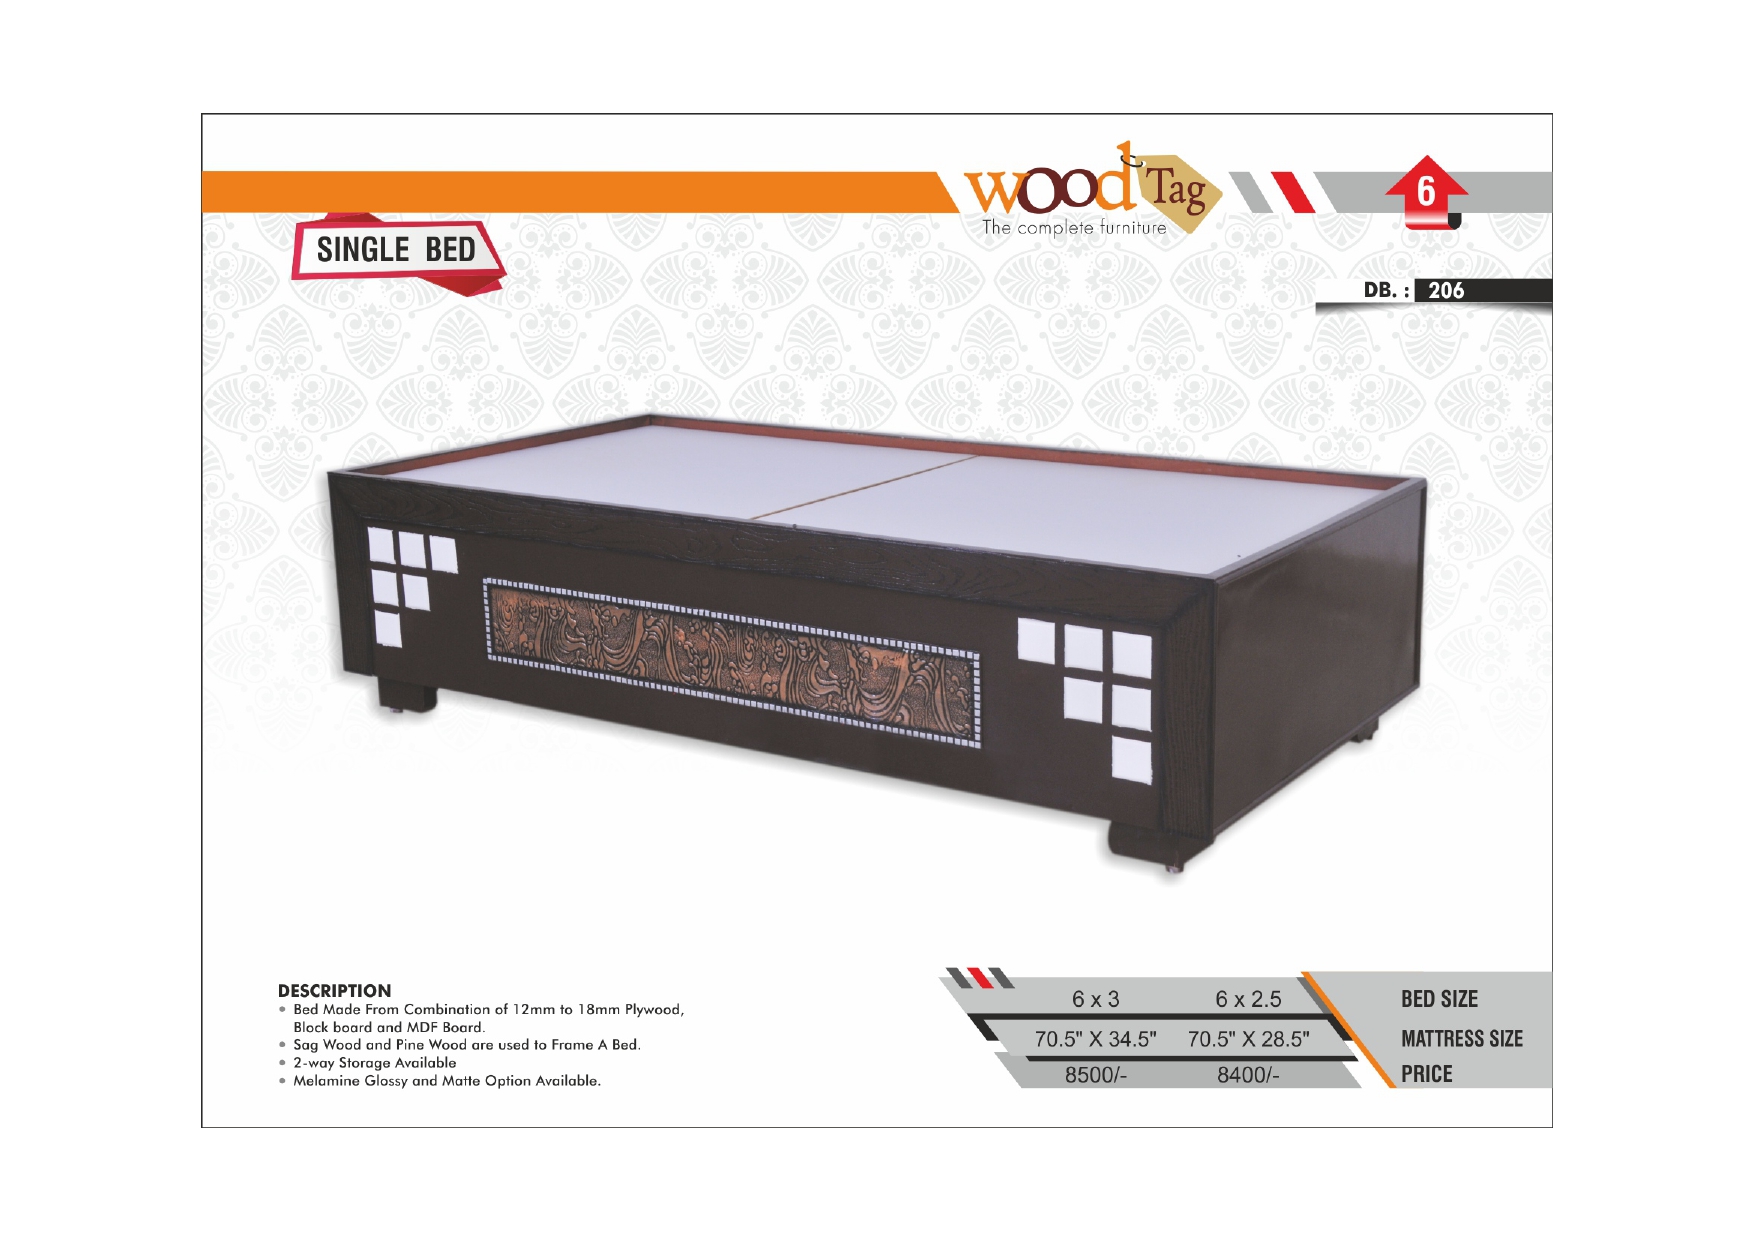 wood Tag
The complete furniture
6
SINGLE BED
DB. : 206
DESCRIPTION
• Bed Made From Combination of 12mm to 18mm Plywood,
Block board and MDF Board.
• Sag Wood and Pine Wood are used to Frame A Bed.
• 2-way Storage Available
• Melamine Glossy and Matte Option Available.
6 x 3 6 x 2.5 BED SIZE
70.5" X 34.5" 70.5" X 28.5" MATTRESS SIZE
8500/- 8400/- PRICE